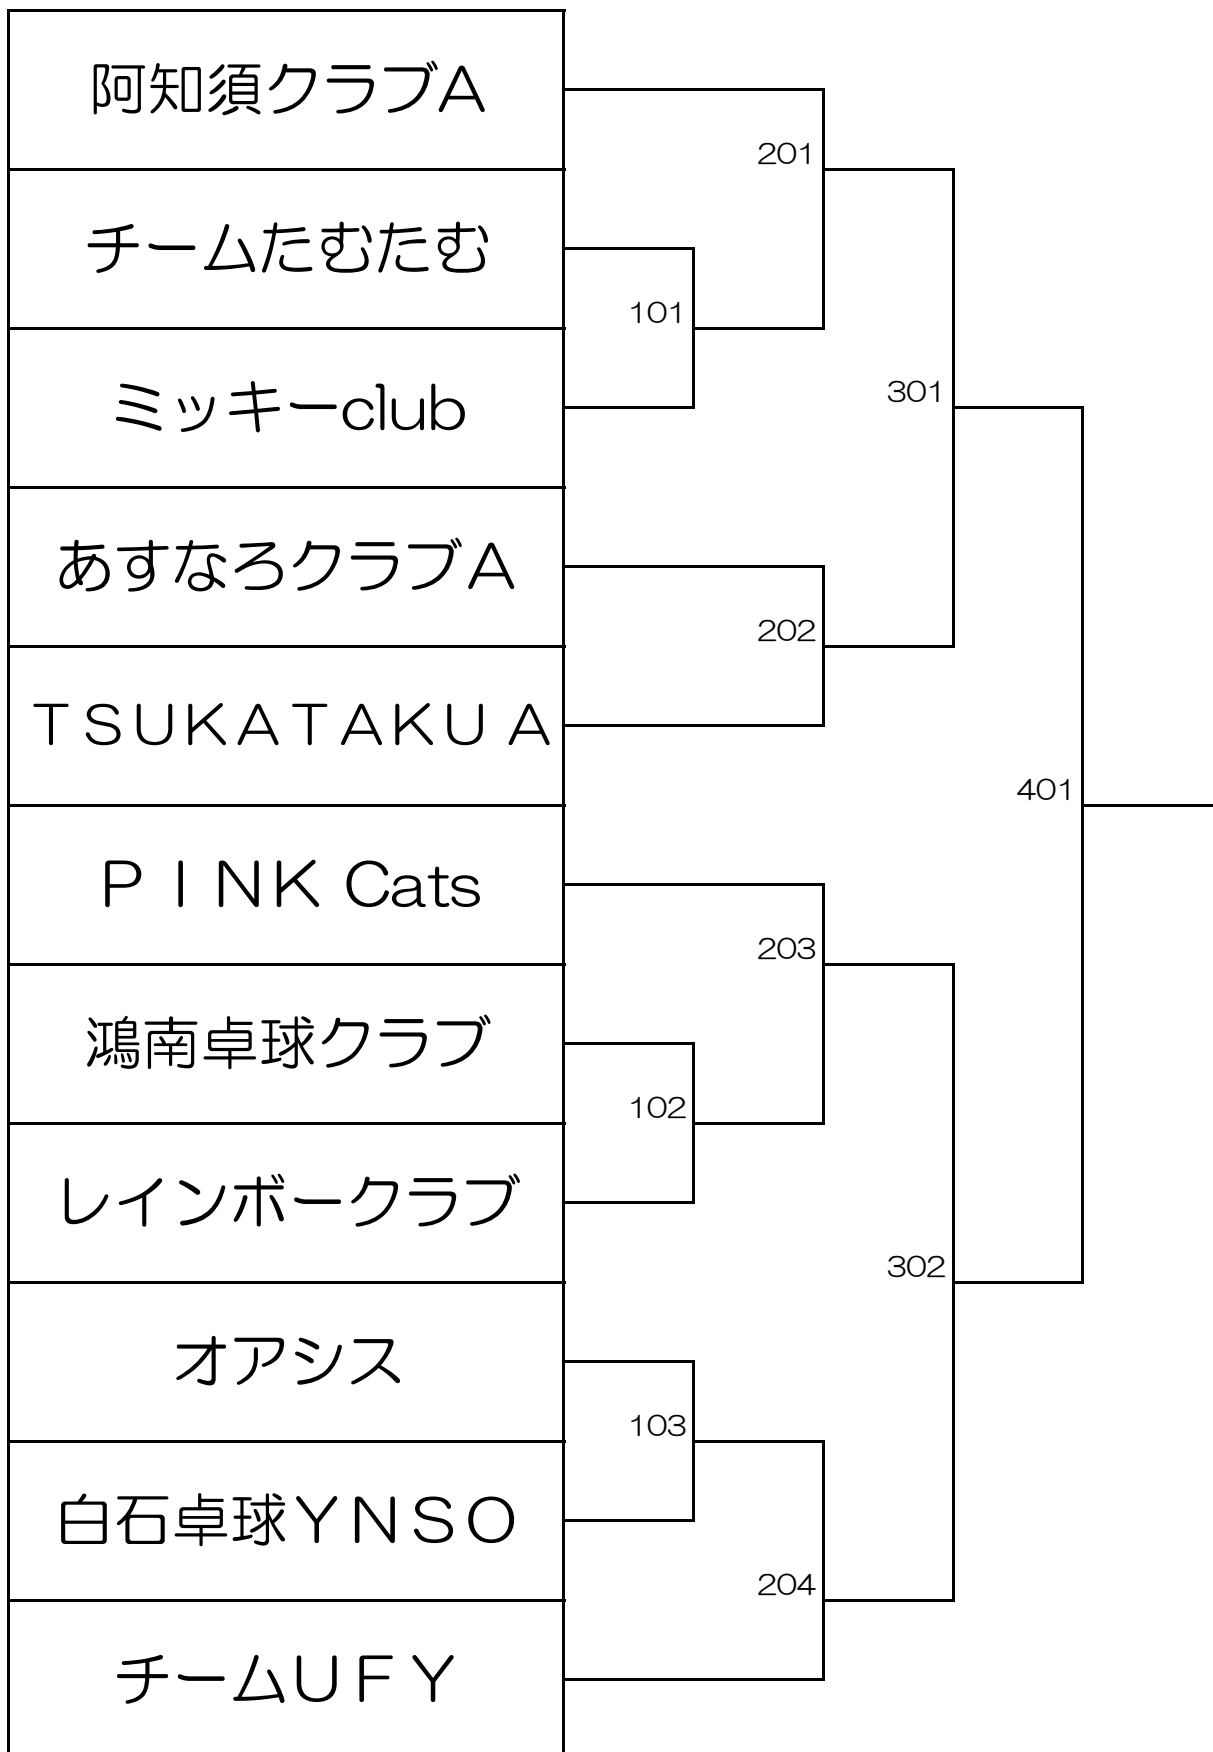 阿知須クラブA
201
チームたむたむ
101
ミッキーclub
301
あすなろクラブA
202
ＴＳＵＫＡＴＡＫＵ A
401
ＰＩＮＫ Cats
203
鴻南卓球クラブ
102
レインボークラブ
302
オアシス
103
白石卓球ＹＮＳＯ
204
チームＵＦＹ